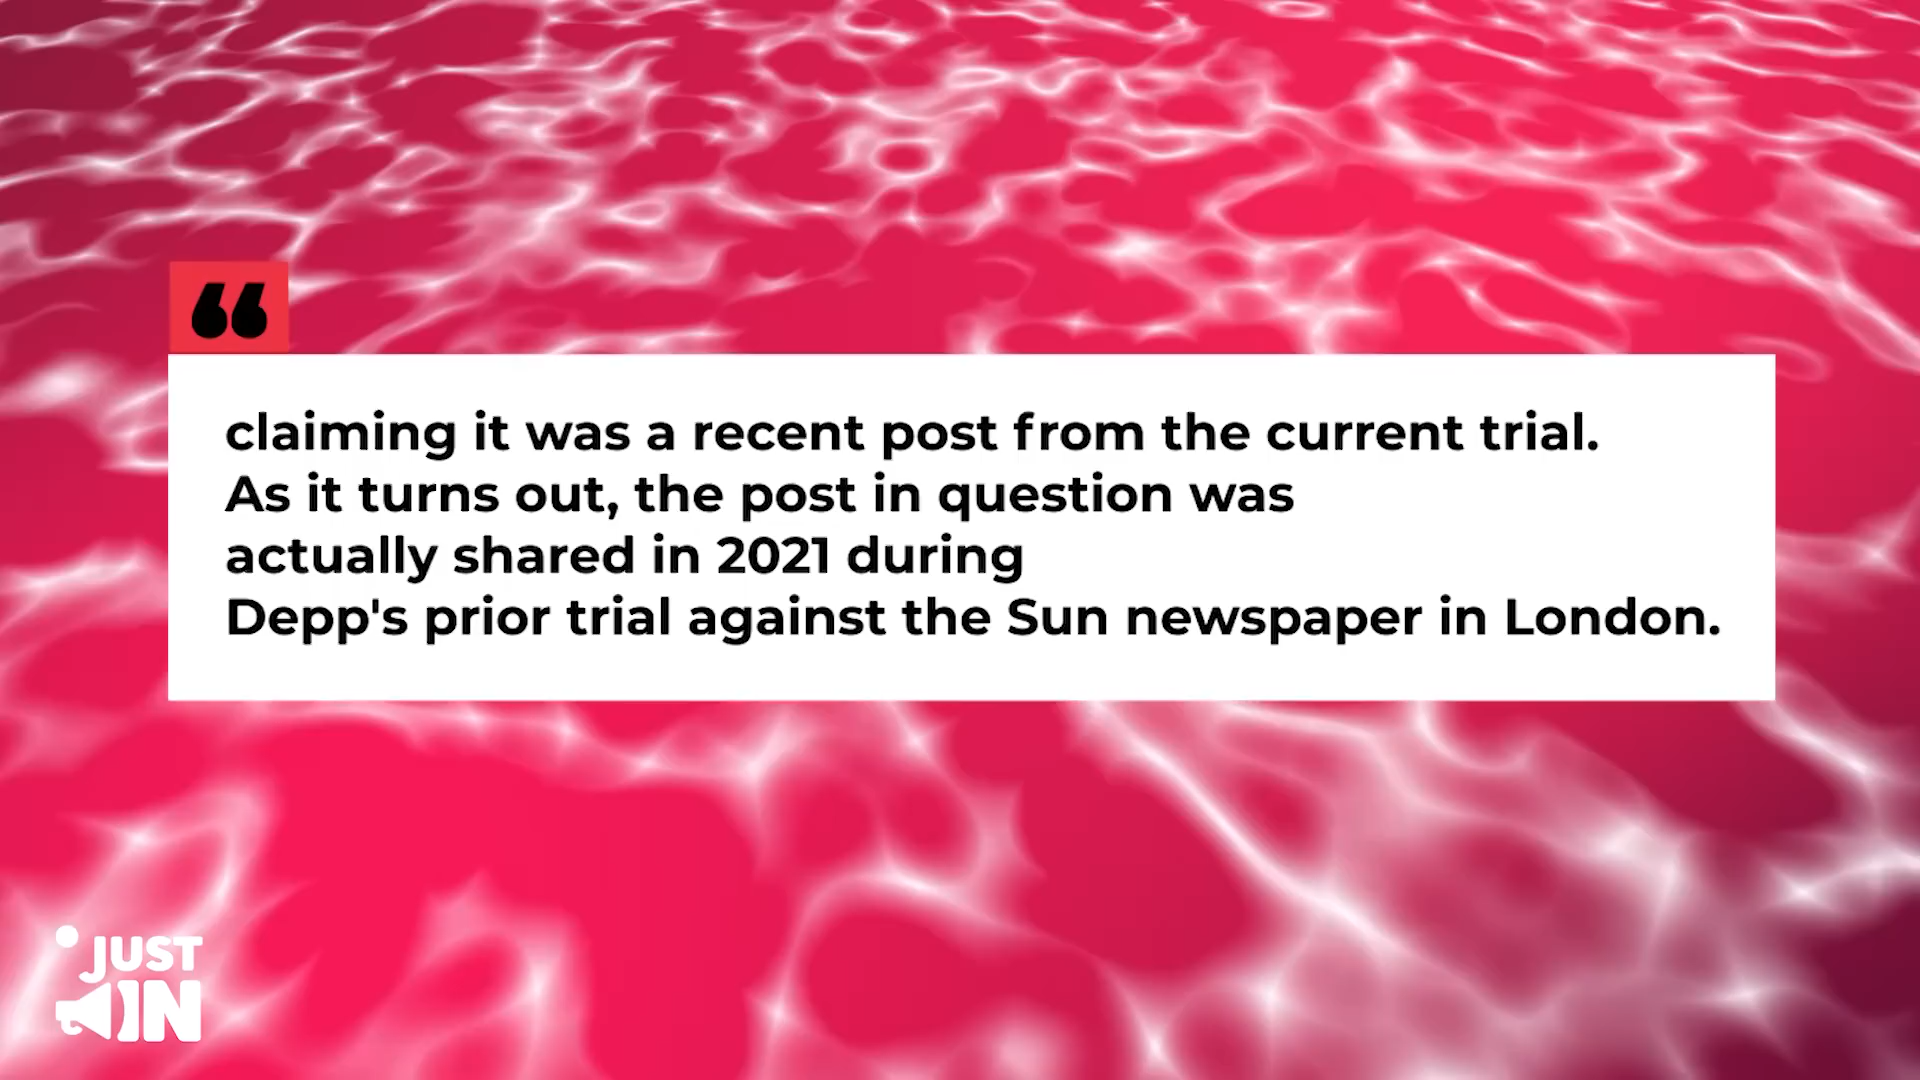 “
claiming it was a recent post from the current trial.
As it turns out, the post in question was
actually shared in 2021 during
Depp's prior trial against the Sun newspaper in London.
JUST
IN